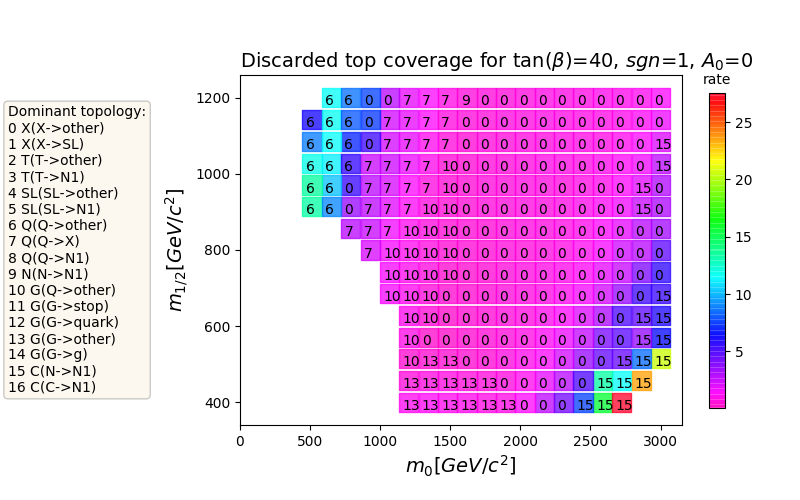 Discarded top coverage for tan(β)=40, sgn=1, A₀=0
rate
Dominant topology:
0 X(X->other)
1 X(X->SL)
2 T(T->other)
3 T(T->N1)
4 SL(SL->other)
5 SL(SL->N1)
6 Q(Q->other)
7 Q(Q->X)
8 Q(Q->N1)
9 N(N->N1)
10 G(Q->other)
11 G(G->stop)
12 G(G->quark)
13 G(G->other)
14 G(G->g)
15 C(N->N1)
16 C(C->N1)
m₁/₂[GeV/c²]
1200
1000
800
600
400
6 6 0 0 7 7 7 9 0 0 0 0 0 0 0 0 0 0
6 6 6 0 7 7 7 7 0 0 0 0 0 0 0 0 0 0 0
6 6 6 0 7 7 7 7 0 0 0 0 0 0 0 0 0 0 15
6 6 6 7 7 7 7 10 0 0 0 0 0 0 0 0 0 0 15
6 6 0 7 7 7 7 10 0 0 0 0 0 0 0 0 0 15 0
6 6 0 7 7 7 10 10 0 0 0 0 0 0 0 0 0 15 0
7 7 7 10 10 10 0 0 0 0 0 0 0 0 0 0 0
7 10 10 10 10 0 0 0 0 0 0 0 0 0 0 0
10 10 10 10 0 0 0 0 0 0 0 0 0 0 0
10 10 10 0 0 0 0 0 0 0 0 0 0 0 15
10 10 0 0 0 0 0 0 0 0 0 0 15 15
10 0 0 0 0 0 0 0 0 0 0 0 15 15
10 13 13 0 0 0 0 0 0 0 0 15 15 15
13 13 13 13 13 0 0 0 0 0 15 15 15
13 13 13 13 13 13 0 0 0 15 15 15
0 500 1000 1500 2000 2500 3000
m₀[GeV/c²]
25
20
15
10
5